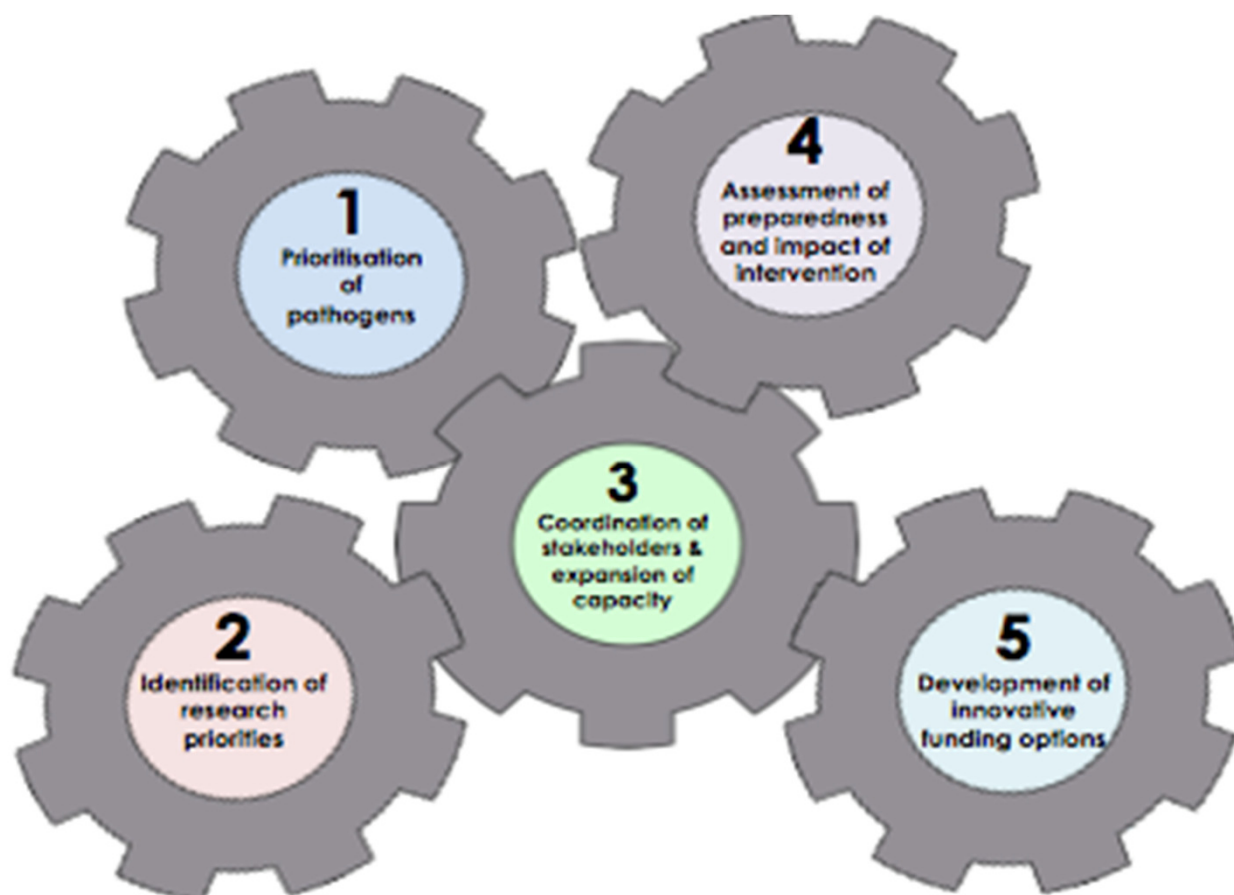 1
Prioritisation
of
pathogens
2
Identification of
research
priorities
3
Coordination of
stakeholders &
expansion of
capacity
4
Assessment of
preparedness
and impact of
intervention
5
Development of
innovative
funding options